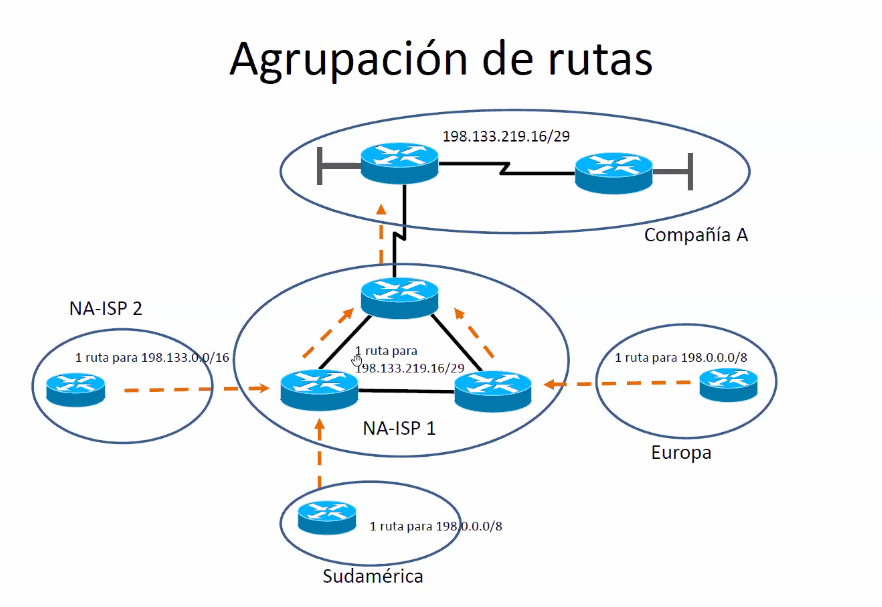 Agrupación de rutas
198.133.219.16/29
Compañía A
NA-ISP 2
1 ruta para 198.133.0.0/16
1 ruta para
198.133.219.16/29
NA-ISP 1
1 ruta para 198.0.0.0/8
Europa
1 ruta para 198.0.0.0/8
Sudamérica